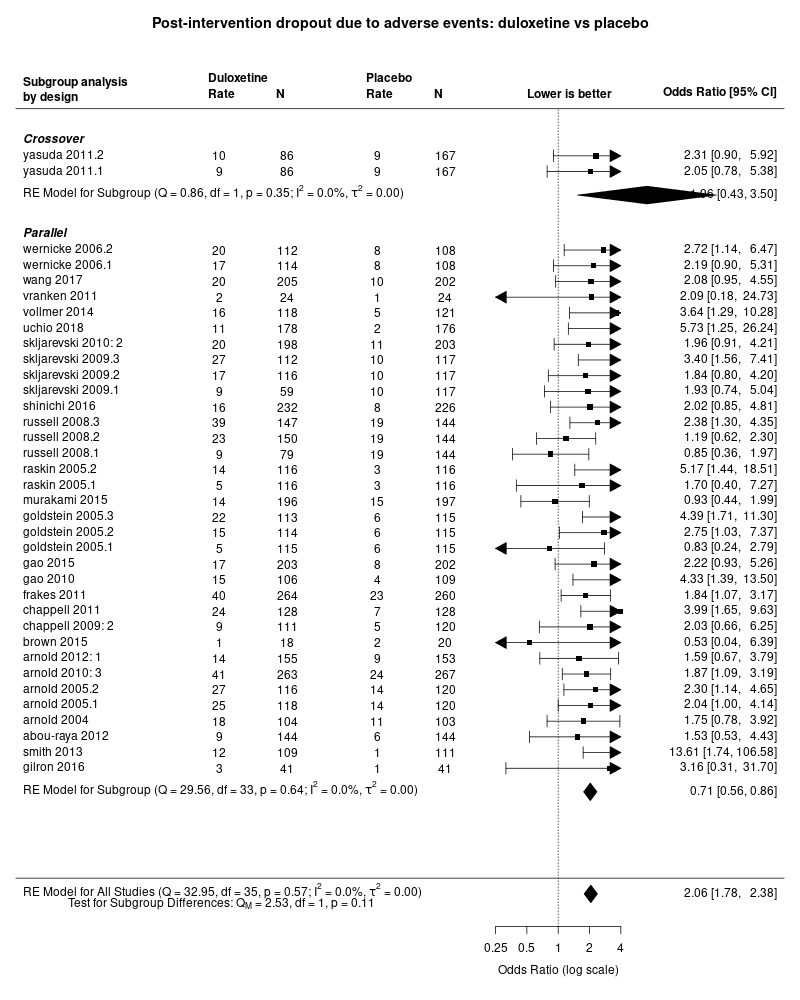 Post-intervention dropout due to adverse events: duloxetine vs placebo
Subgroup analysis by design
Duloxetine Placebo
Rate N Rate N Lower is better Odds Ratio [95% CI]
Crossover
yasuda 2011.2 10 86 9 167 2.31 [0.90, 5.92]
yasuda 2011.1 9 86 9 167 2.05 [0.78, 5.38]
RE Model for Subgroup (Q = 0.86, df = 1, p = 0.35; I² = 0.0%, τ² = 0.00) [0.43, 3.50]
Parallel
wernicke 2006.2 20 112 8 108 2.72 [1.14, 6.47]
wernicke 2006.1 17 114 8 108 2.19 [0.90, 5.31]
wang 2017 20 205 10 202 2.08 [0.95, 4.55]
vranken 2011 2 24 1 24 2.09 [0.18, 24.73]
vollmer 2014 16 118 5 121 3.64 [1.29, 10.28]
uchio 2018 11 178 2 176 5.73 [1.25, 26.24]
skljarevski 2010: 2 20 198 11 203 1.96 [0.91, 4.21]
skljarevski 2009.3 27 112 10 117 3.40 [1.56, 7.41]
skljarevski 2009.2 17 116 10 117 1.84 [0.80, 4.20]
skljarevski 2009.1 9 59 10 117 1.93 [0.74, 5.04]
shinichi 2016 16 232 8 226 2.02 [0.85, 4.81]
russell 2008.3 39 147 19 144 2.38 [1.30, 4.35]
russell 2008.2 23 150 19 144 1.19 [0.62, 2.30]
russell 2008.1 9 79 19 144 0.85 [0.36, 1.97]
raskin 2005.2 14 116 3 116 5.17 [1.44, 18.51]
raskin 2005.1 5 116 3 116 1.70 [0.40, 7.27]
murakami 2015 14 196 15 197 0.93 [0.44, 1.99]
goldstein 2005.3 22 113 6 115 4.39 [1.71, 11.30]
goldstein 2005.2 15 114 6 115 2.75 [1.03, 7.37]
goldstein 2005.1 5 115 6 115 0.83 [0.24, 2.79]
gao 2015 17 203 8 202 2.22 [0.93, 5.26]
gao 2010 15 106 4 109 4.33 [1.39, 13.50]
frakes 2011 40 264 23 260 1.84 [1.07, 3.17]
chappell 2011 24 128 7 128 3.99 [1.65, 9.63]
chappell 2009: 2 9 111 5 120 2.03 [0.66, 6.25]
brown 2015 1 18 2 20 0.53 [0.04, 6.39]
arnold 2012: 1 14 155 9 153 1.59 [0.67, 3.79]
arnold 2010: 3 41 263 24 267 1.87 [1.09, 3.19]
arnold 2005.2 27 116 14 120 2.30 [1.14, 4.65]
arnold 2005.1 25 118 14 120 2.04 [1.00, 4.14]
arnold 2004 18 104 11 103 1.75 [0.78, 3.92]
abou-raya 2012 9 144 6 144 1.53 [0.53, 4.43]
smith 2013 12 109 1 111 13.61 [1.74, 106.58]
gilron 2016 3 41 1 41 3.16 [0.31, 31.70]
RE Model for Subgroup (Q = 29.56, df = 33, p = 0.64; I² = 0.0%, τ² = 0.00) 0.71 [0.56, 0.86]
RE Model for All Studies (Q = 32.95, df = 35, p = 0.57; I² = 0.0%, τ² = 0.00) 2.06 [1.78, 2.38]
Test for Subgroup Differences: Q_M = 2.53, df = 1, p = 0.11
0.25 0.5 1 2 4
Odds Ratio (log scale)